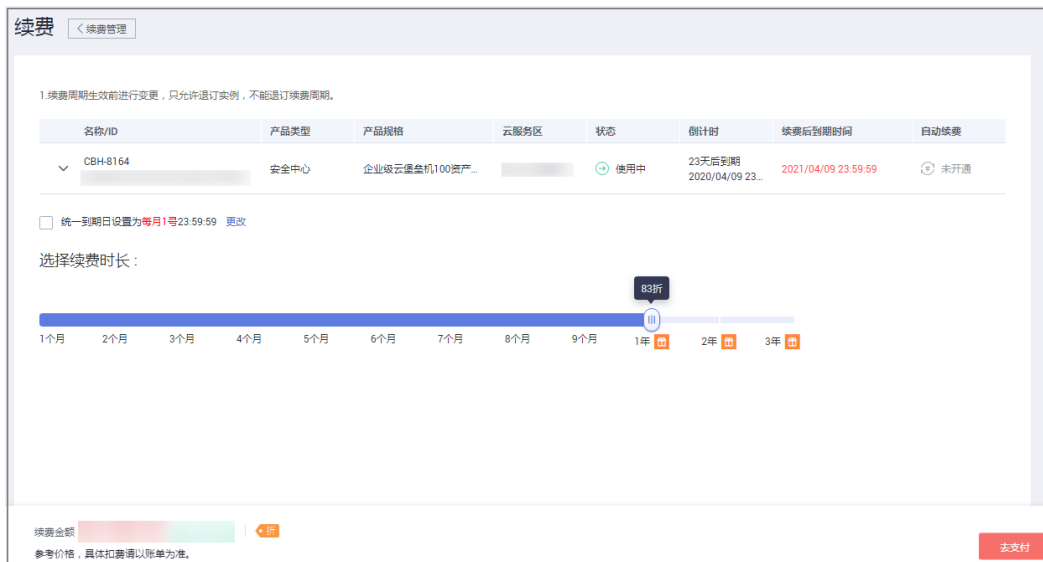 续费 <续费管理
1.续费周期生效前进行变更，只允许退订实例，不能退订续费周期。
名称/ID 产品类型 产品规格 云服务区 状态 倒计时 续费后到期时间 自动续费
CBH-8164 安全中心 企业级云堡垒机100资产... 使用中 23天后到期 2021/04/09 23:59:59 未开通
2020/04/09 23...
统一到期日设置为每月1号23:59:59 更改
选择续费时长：
83折
1个月 2个月 3个月 4个月 5个月 6个月 7个月 8个月 9个月 1年 2年 3年
续费金额 折
参考价格，具体扣费请以账单为准。
去支付